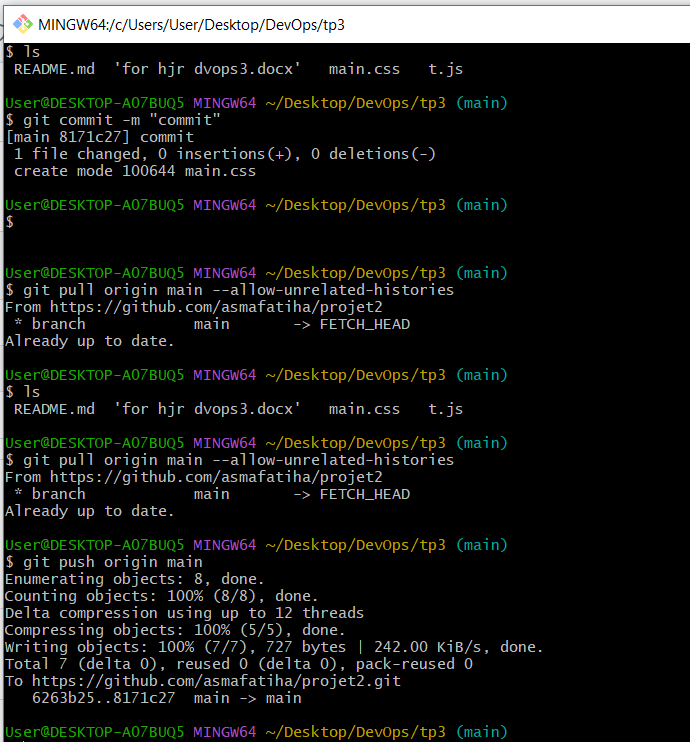 MINGW64:/c/Users/User/Desktop/DevOps/tp3
$ ls
README.md  'for hjr dvops3.docx'   main.css   t.js
User@DESKTOP-AO7BUQ5 MINGW64 ~/Desktop/DevOps/tp3 (main)
$ git commit -m "commit"
[main 8171c27] commit
1 file changed, 0 insertions(+), 0 deletions(-)
create mode 100644 main.css
User@DESKTOP-AO7BUQ5 MINGW64 ~/Desktop/DevOps/tp3 (main)
$
User@DESKTOP-AO7BUQ5 MINGW64 ~/Desktop/DevOps/tp3 (main)
$ git pull origin main --allow-unrelated-histories
From https://github.com/asmafatiha/projet2
* branch            main       -> FETCH_HEAD
Already up to date.
User@DESKTOP-AO7BUQ5 MINGW64 ~/Desktop/DevOps/tp3 (main)
$ ls
README.md  'for hjr dvops3.docx'   main.css   t.js
User@DESKTOP-AO7BUQ5 MINGW64 ~/Desktop/DevOps/tp3 (main)
$ git pull origin main --allow-unrelated-histories
From https://github.com/asmafatiha/projet2
* branch            main       -> FETCH_HEAD
Already up to date.
User@DESKTOP-AO7BUQ5 MINGW64 ~/Desktop/DevOps/tp3 (main)
$ git push origin main
Enumerating objects: 8, done.
Counting objects: 100% (8/8), done.
Delta compression using up to 12 threads
Compressing objects: 100% (5/5), done.
Writing objects: 100% (7/7), 727 bytes | 242.00 KiB/s, done.
Total 7 (delta 0), reused 0 (delta 0), pack-reused 0
To https://github.com/asmafatiha/projet2.git
6263b25..8171c27  main -> main
User@DESKTOP-AO7BUQ5 MINGW64 ~/Desktop/DevOps/tp3 (main)